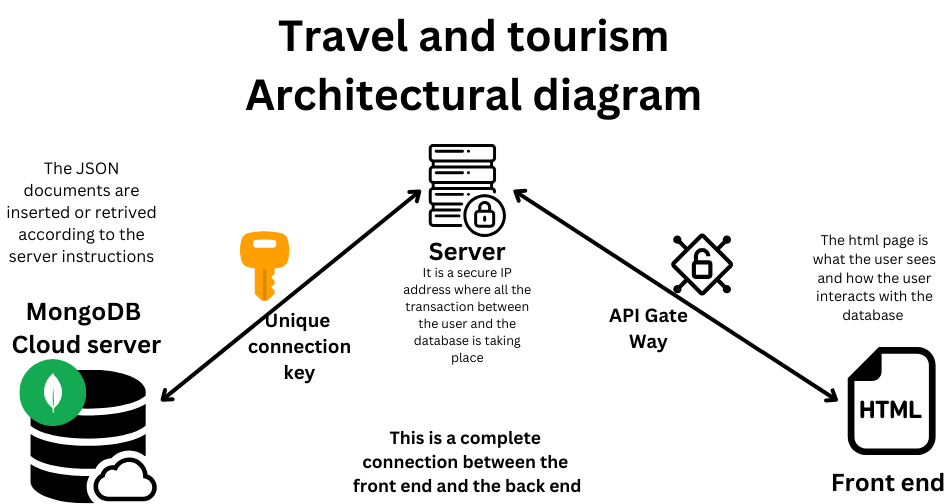 Travel and tourism
Architectural diagram
The JSON
documents are
inserted or retrived
according to the
server instructions
MongoDB
Cloud server
Unique
connection
key
Server
It is a secure IP
address where all the
transaction between
the user and the
database is taking
place
API Gate
Way
The html page is
what the user sees
and how the user
interacts with the
database
HTML
Front end
This is a complete
connection between the
front end and the back end